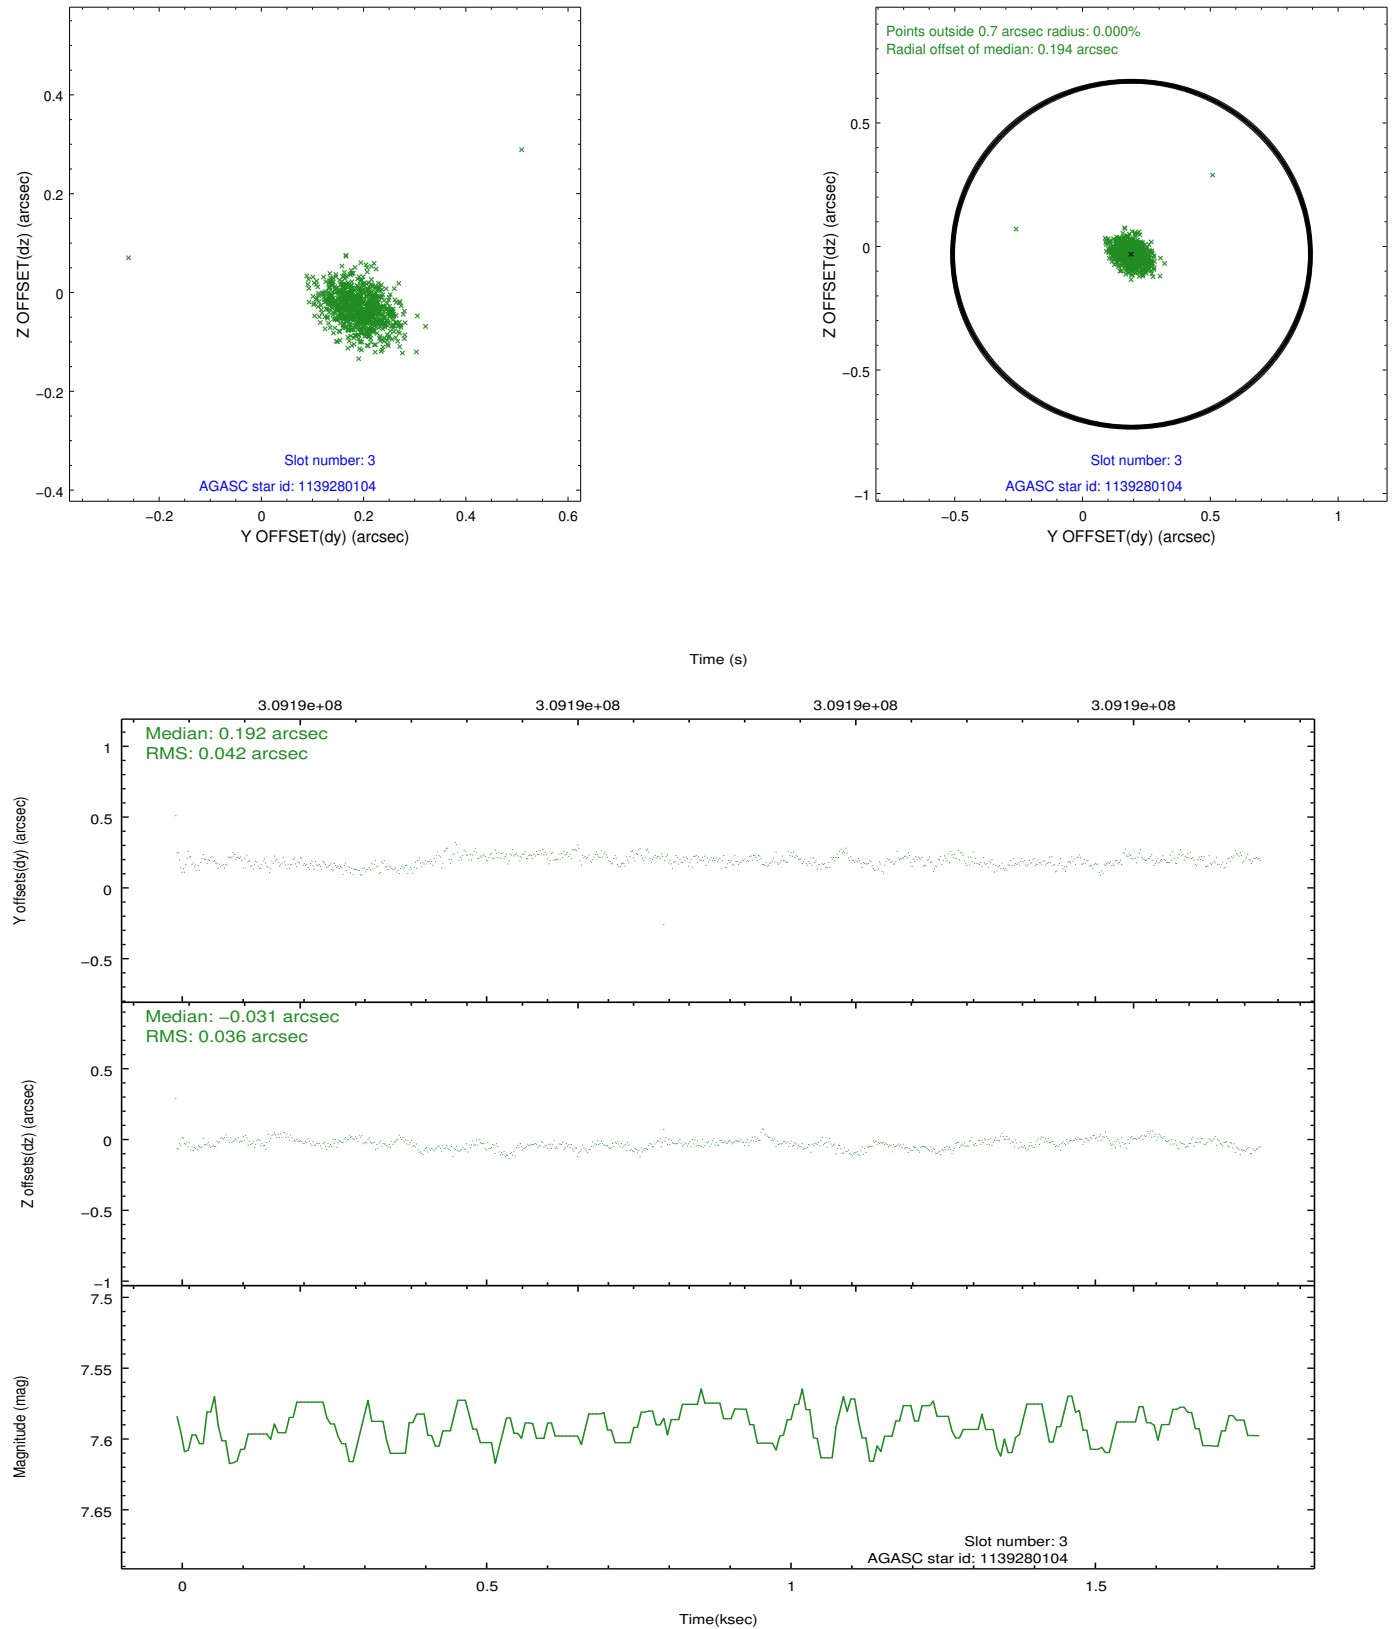 0.4
0.2
0
−0.2
−0.4
Z OFFSET(dz) (arcsec)
Slot number: 3
AGASC star id: 1139280104
−0.2 0 0.2 0.4 0.6
Y OFFSET(dy) (arcsec)
Points outside 0.7 arcsec radius: 0.000%
Radial offset of median: 0.194 arcsec
0.5
0
−0.5
−1
Z OFFSET(dz) (arcsec)
Slot number: 3
AGASC star id: 1139280104
−0.5 0 0.5 1
Y OFFSET(dy) (arcsec)
Time (s)
3.0919e+08 3.0919e+08 3.0919e+08 3.0919e+08
Median: 0.192 arcsec
RMS: 0.042 arcsec
1
0.5
0
−0.5
Y offsets(dy) (arcsec)
Median: −0.031 arcsec
RMS: 0.036 arcsec
0.5
0
−0.5
−1
Z offsets(dz) (arcsec)
7.5
7.55
7.6
7.65
Magnitude (mag)
Slot number: 3
AGASC star id: 1139280104
0 0.5 1 1.5
Time(ksec)